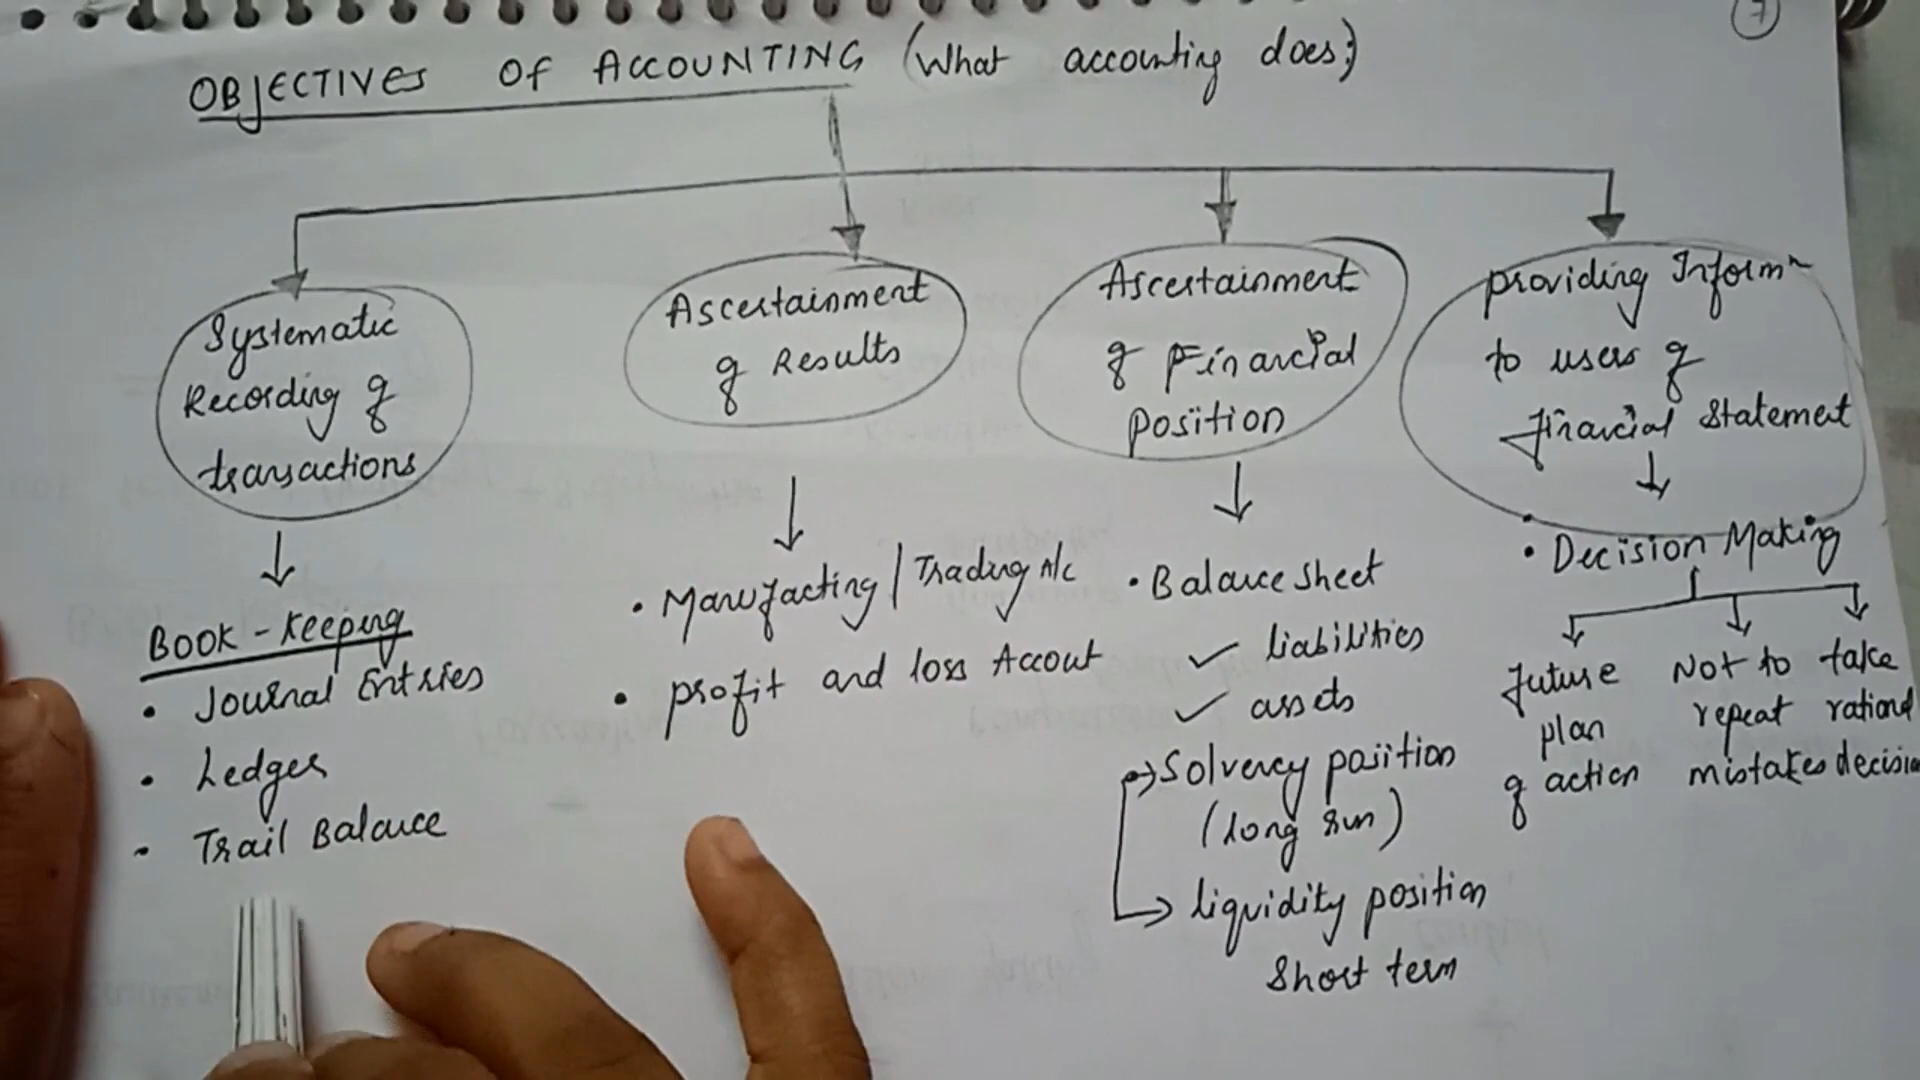 7
OBJECTIVES OF ACCOUNTING (What accounting does?)
Systematic
Recording of
transactions
BOOK - Keeping
• Journal Entries
• Ledger
- Trail Balance
Ascertainment
of Results
• Manufacting / Trading A/c
• profit and loss Account
Ascertainment
of Financial
position
• Balance sheet
✓ liabilities
✓ assets
→ Solvency position
(long run)
→ liquidity position
Short term
providing Inform n
to users of
financial statement
• Decision Making
future
plan
of action
Not to
repeat
mistakes
take
rational
decision